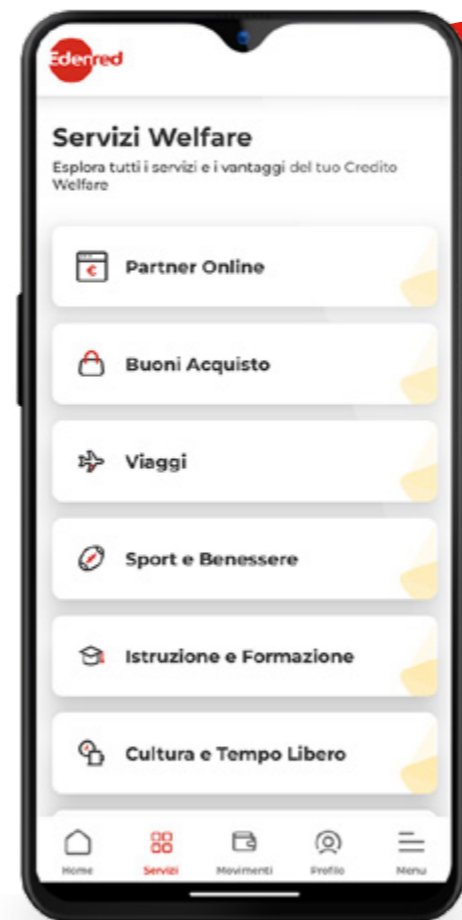 Edenred
Servizi Welfare
Esplora tutti i servizi e i vantaggi del tuo Credito
Welfare
€ Partner Online
Buoni Acquisto
Viaggi
Sport e Benessere
Istruzione e Formazione
Cultura e Tempo Libero
Home Servizi Movimenti Profilo Menu